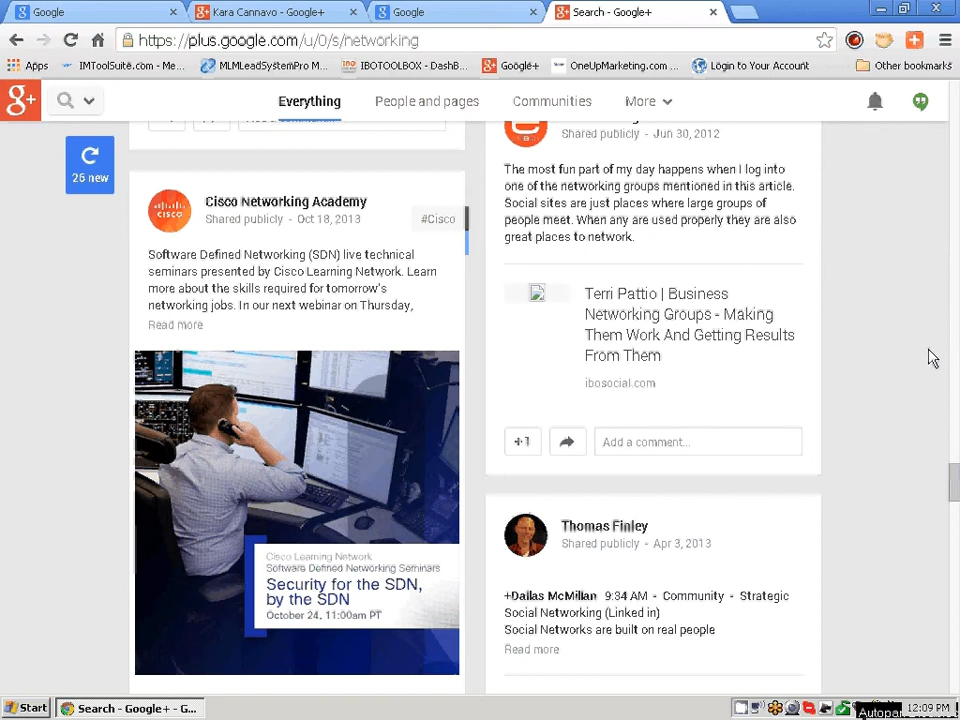 Google
Kara Cannavo - Google+
Google
Search - Google+
https://plus.google.com/u/0/s/networking
Apps
IMToolSuite.com - Me...
MLMLeadSystemPro M...
IBOTOOLBOX - DashB...
Google+
OneUpMarketing.com ...
Login to Your Account
Other bookmarks
g+
Everything
People and pages
Communities
More
26 new
Cisco Networking Academy
Shared publicly - Oct 18, 2013
#Cisco
Software Defined Networking (SDN) live technical
seminars presented by Cisco Learning Network. Learn
more about the skills required for tomorrow's
networking jobs. In our next webinar on Thursday,
Read more
Cisco Learning Network
Software Defined Networking Seminars
Security for the SDN,
by the SDN
October 24, 11:00am PT
Shared publicly - Jun 30, 2012
The most fun part of my day happens when I log into
one of the networking groups mentioned in this article.
Social sites are just places where large groups of
people meet. When any are used properly they are also
great places to network.
Terri Pattio | Business
Networking Groups - Making
Them Work And Getting Results
From Them
ibosocial.com
+1
Add a comment...
Thomas Finley
Shared publicly - Apr 3, 2013
+Dallas McMillan 9:34 AM - Community - Strategic
Social Networking (Linked in)
Social Networks are built on real people
Read more
Start
Search - Google+ - G...
12:09 PM